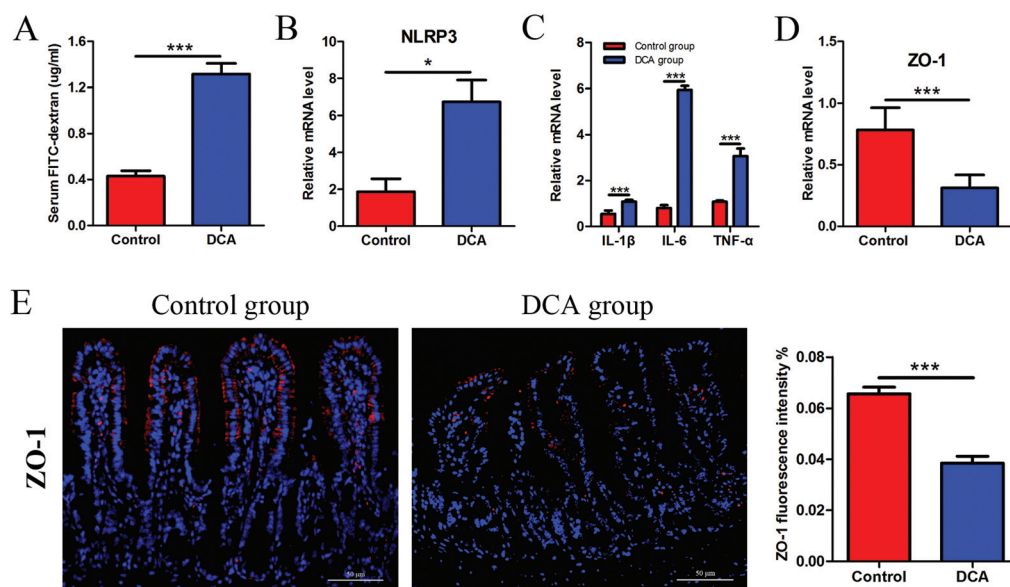 A
Serum FITC-dextran (ug/ml)
1.6
1.2
0.8
0.4
0.0
***
Control
DCA
B
NLRP3
Relative mRNA level
10
8
6
4
2
0
*
Control
DCA
C
Control group
DCA group
Relative mRNA level
8
6
4
2
0
***
***
***
IL-1β
IL-6
TNF-α
D
ZO-1
Relative mRNA level
1.5
1.0
0.5
0.0
***
Control
DCA
E
Control group
DCA group
ZO-1
50 μm
50 μm
ZO-1 fluorescence intensity %
0.08
0.06
0.04
0.02
0.00
***
Control
DCA